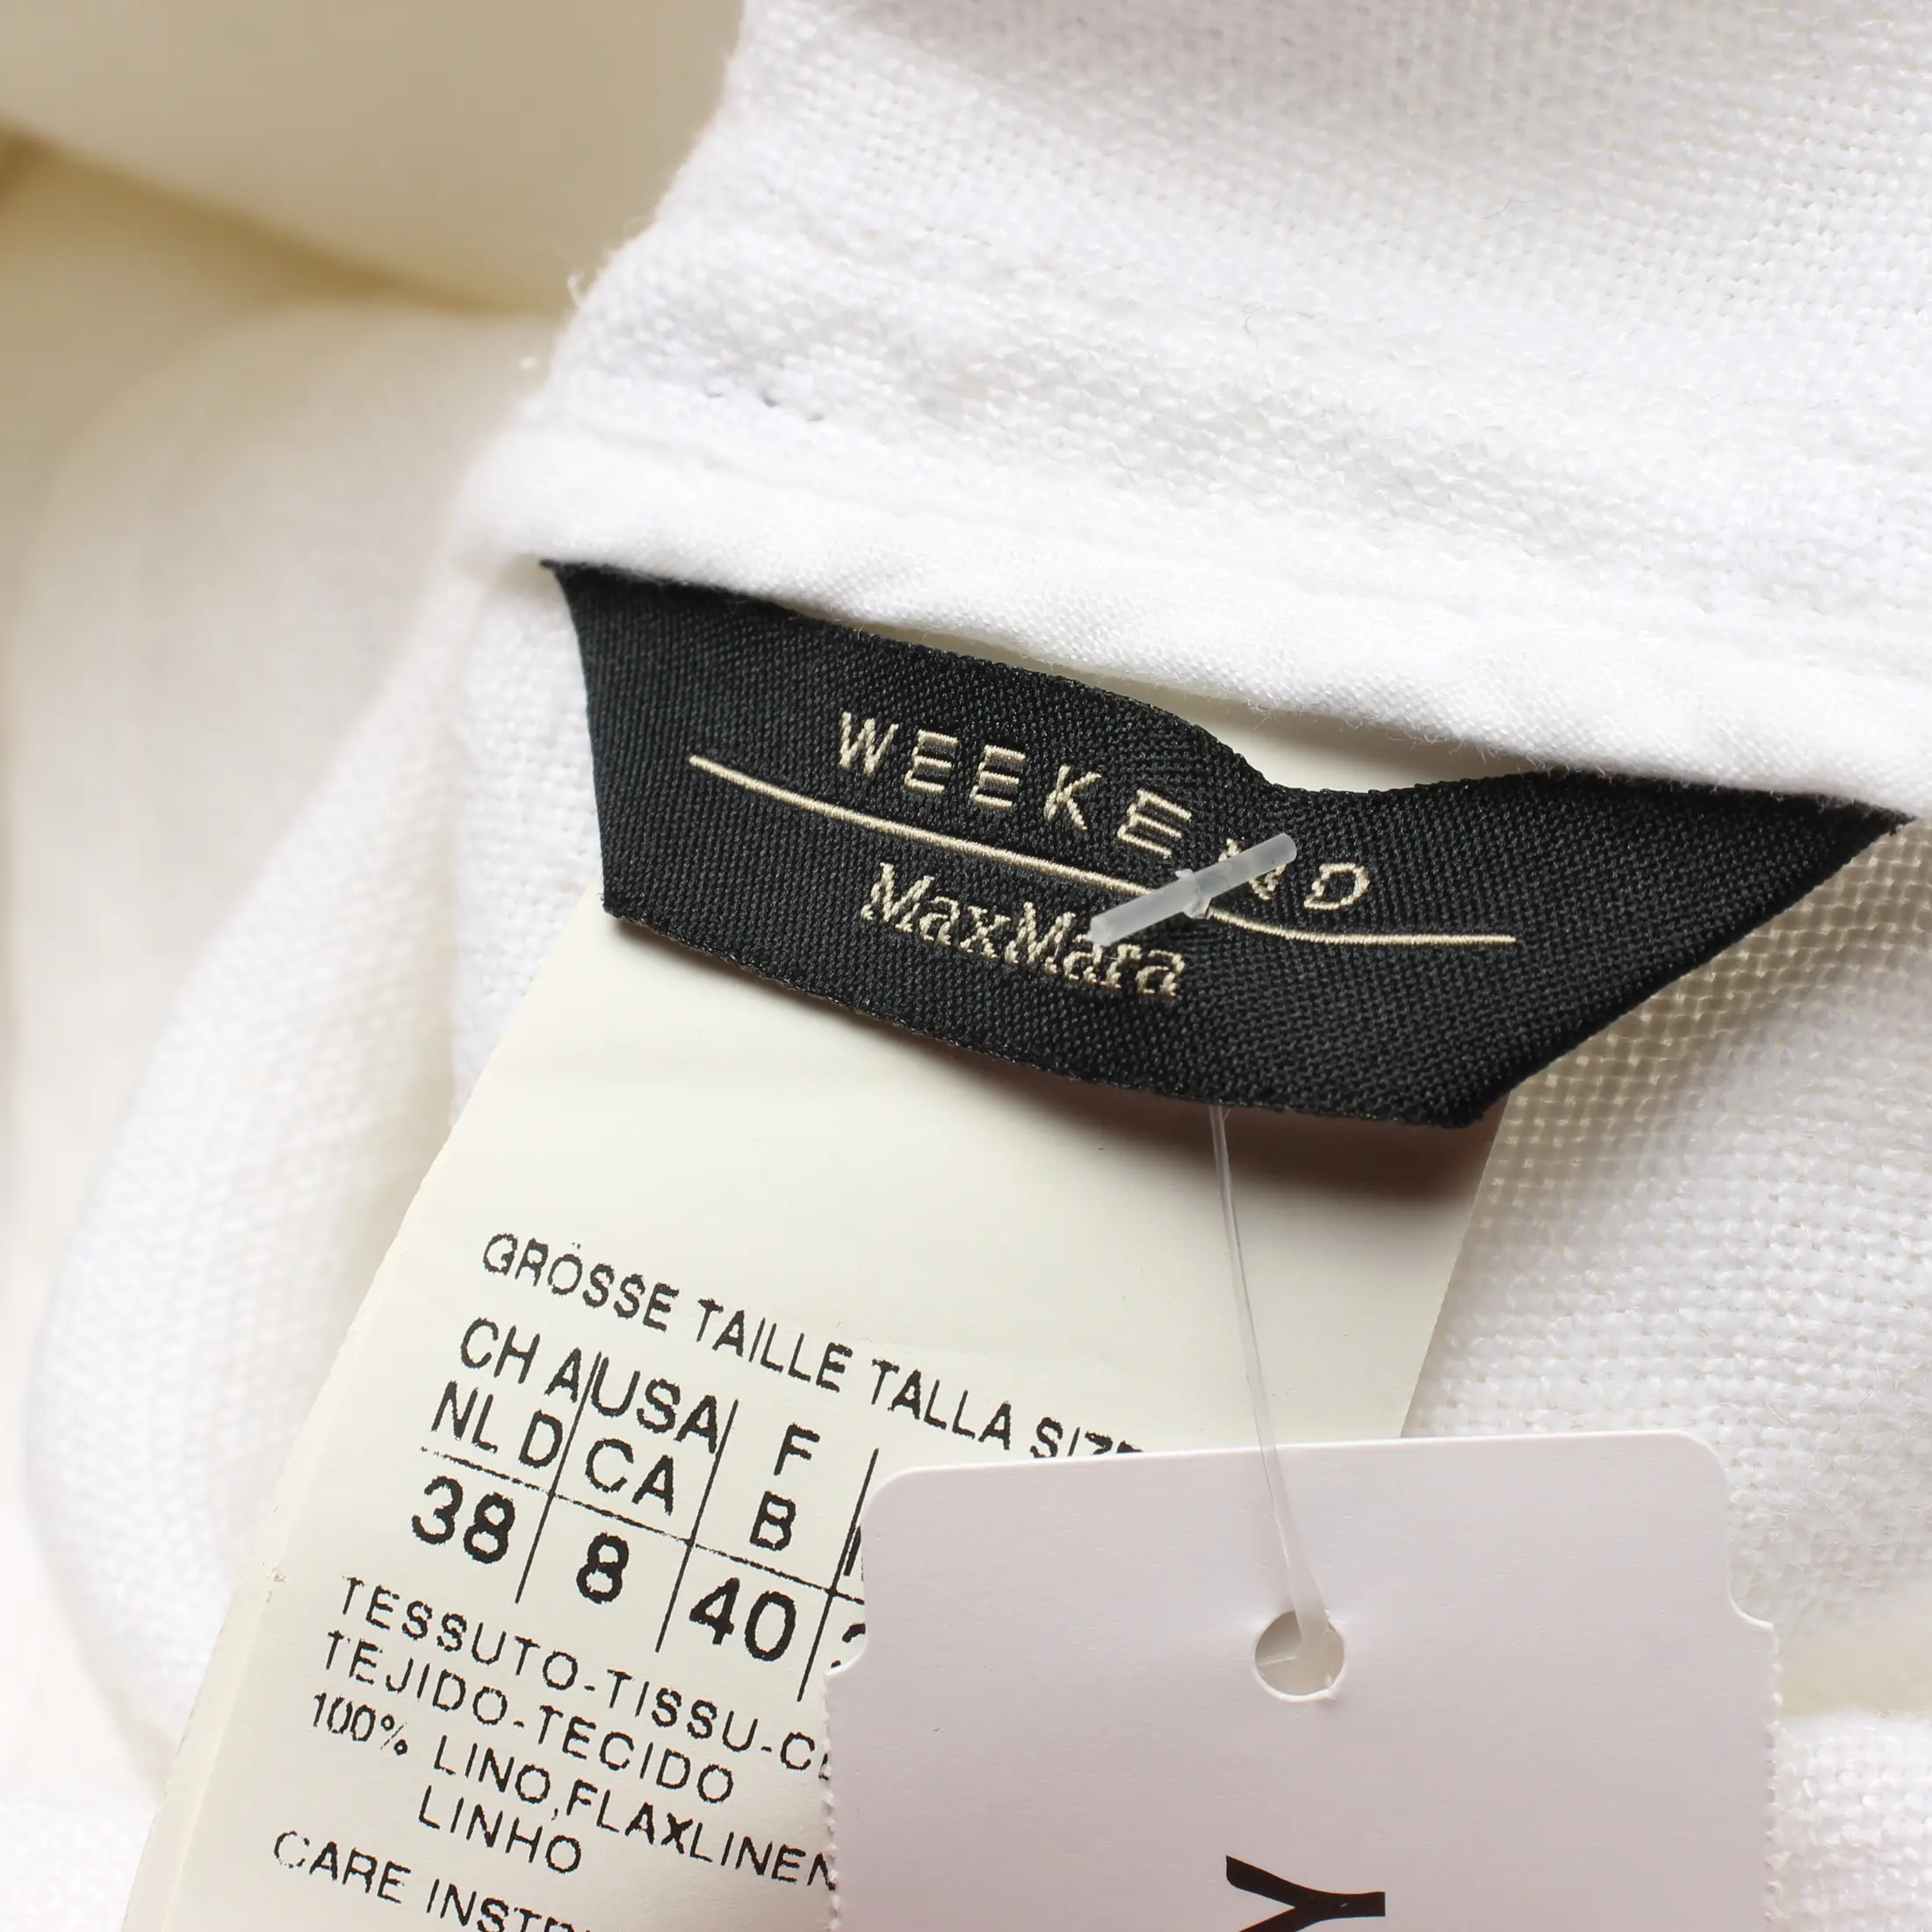 WEEKEND
MaxMara
GRÖSSE TAILLE TALLA SIZE
CH A USA F
NL D CA B
38 8 40
TESSUTO-TISSU-
TEJIDO-TECIDO
100% LINO,FLAXLINEN
LINHO
CARE
Y